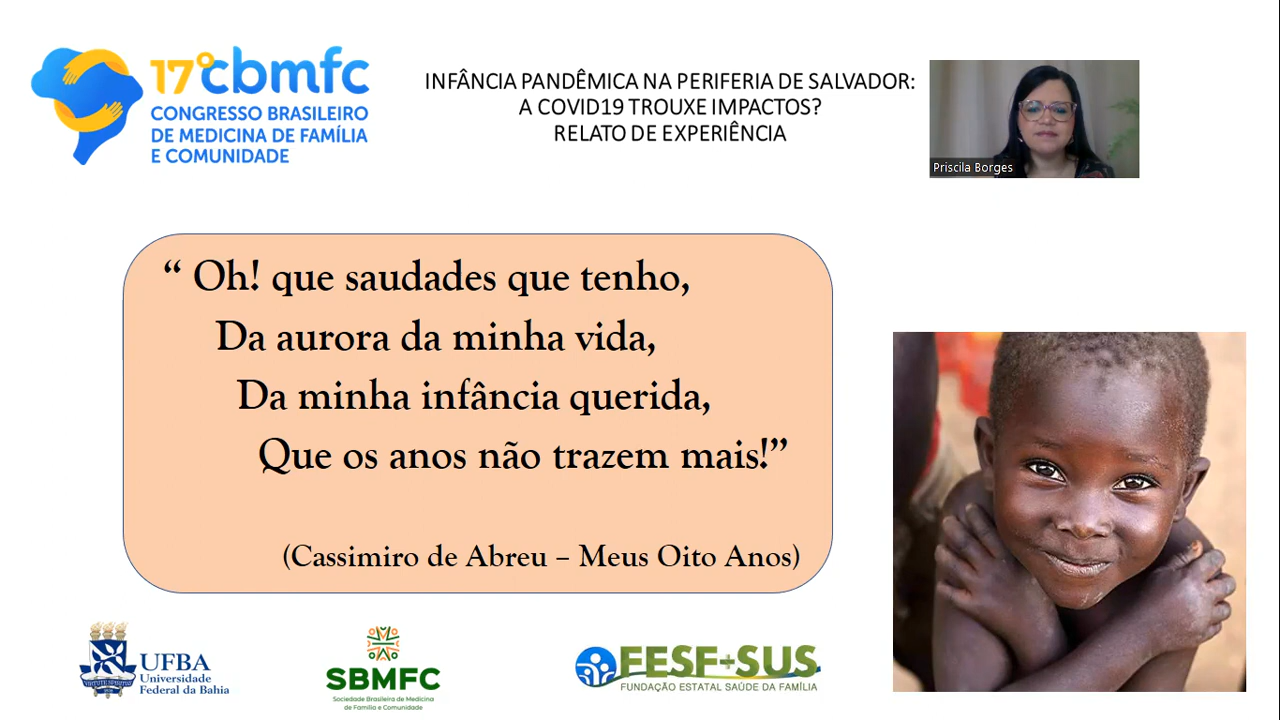 17º cbmfc
CONGRESSO BRASILEIRO
DE MEDICINA DE FAMÍLIA
E COMUNIDADE
INFÂNCIA PANDÊMICA NA PERIFERIA DE SALVADOR:
A COVID19 TROUXE IMPACTOS?
RELATO DE EXPERIÊNCIA
Priscila Borges
“ Oh! que saudades que tenho,
Da aurora da minha vida,
Da minha infância querida,
Que os anos não trazem mais!”
(Cassimiro de Abreu – Meus Oito Anos)
UFBA
Universidade
Federal da Bahia
SBMFC
Sociedade Brasileira de Medicina
de Família e Comunidade
FESF+SUS
FUNDAÇÃO ESTATAL SAÚDE DA FAMÍLIA